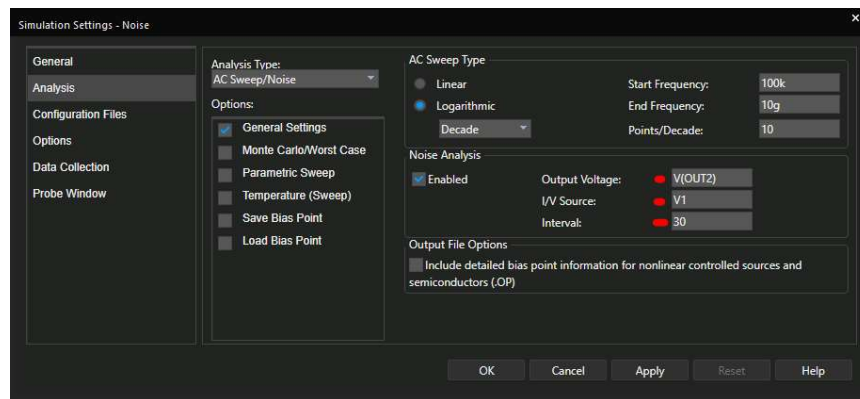 Simulation Settings - Noise
×
General
Analysis
Configuration Files
Options
Data Collection
Probe Window
Analysis Type:
AC Sweep/Noise
Options:
General Settings
Monte Carlo/Worst Case
Parametric Sweep
Temperature (Sweep)
Save Bias Point
Load Bias Point
AC Sweep Type
Linear
Logarithmic
Decade
Start Frequency: 100k
End Frequency: 10g
Points/Decade: 10
Noise Analysis
Enabled
Output Voltage: V(OUT2)
I/V Source: V1
Interval: 30
Output File Options
Include detailed bias point information for nonlinear controlled sources and
semiconductors (.OP)
OK Cancel Apply Reset Help